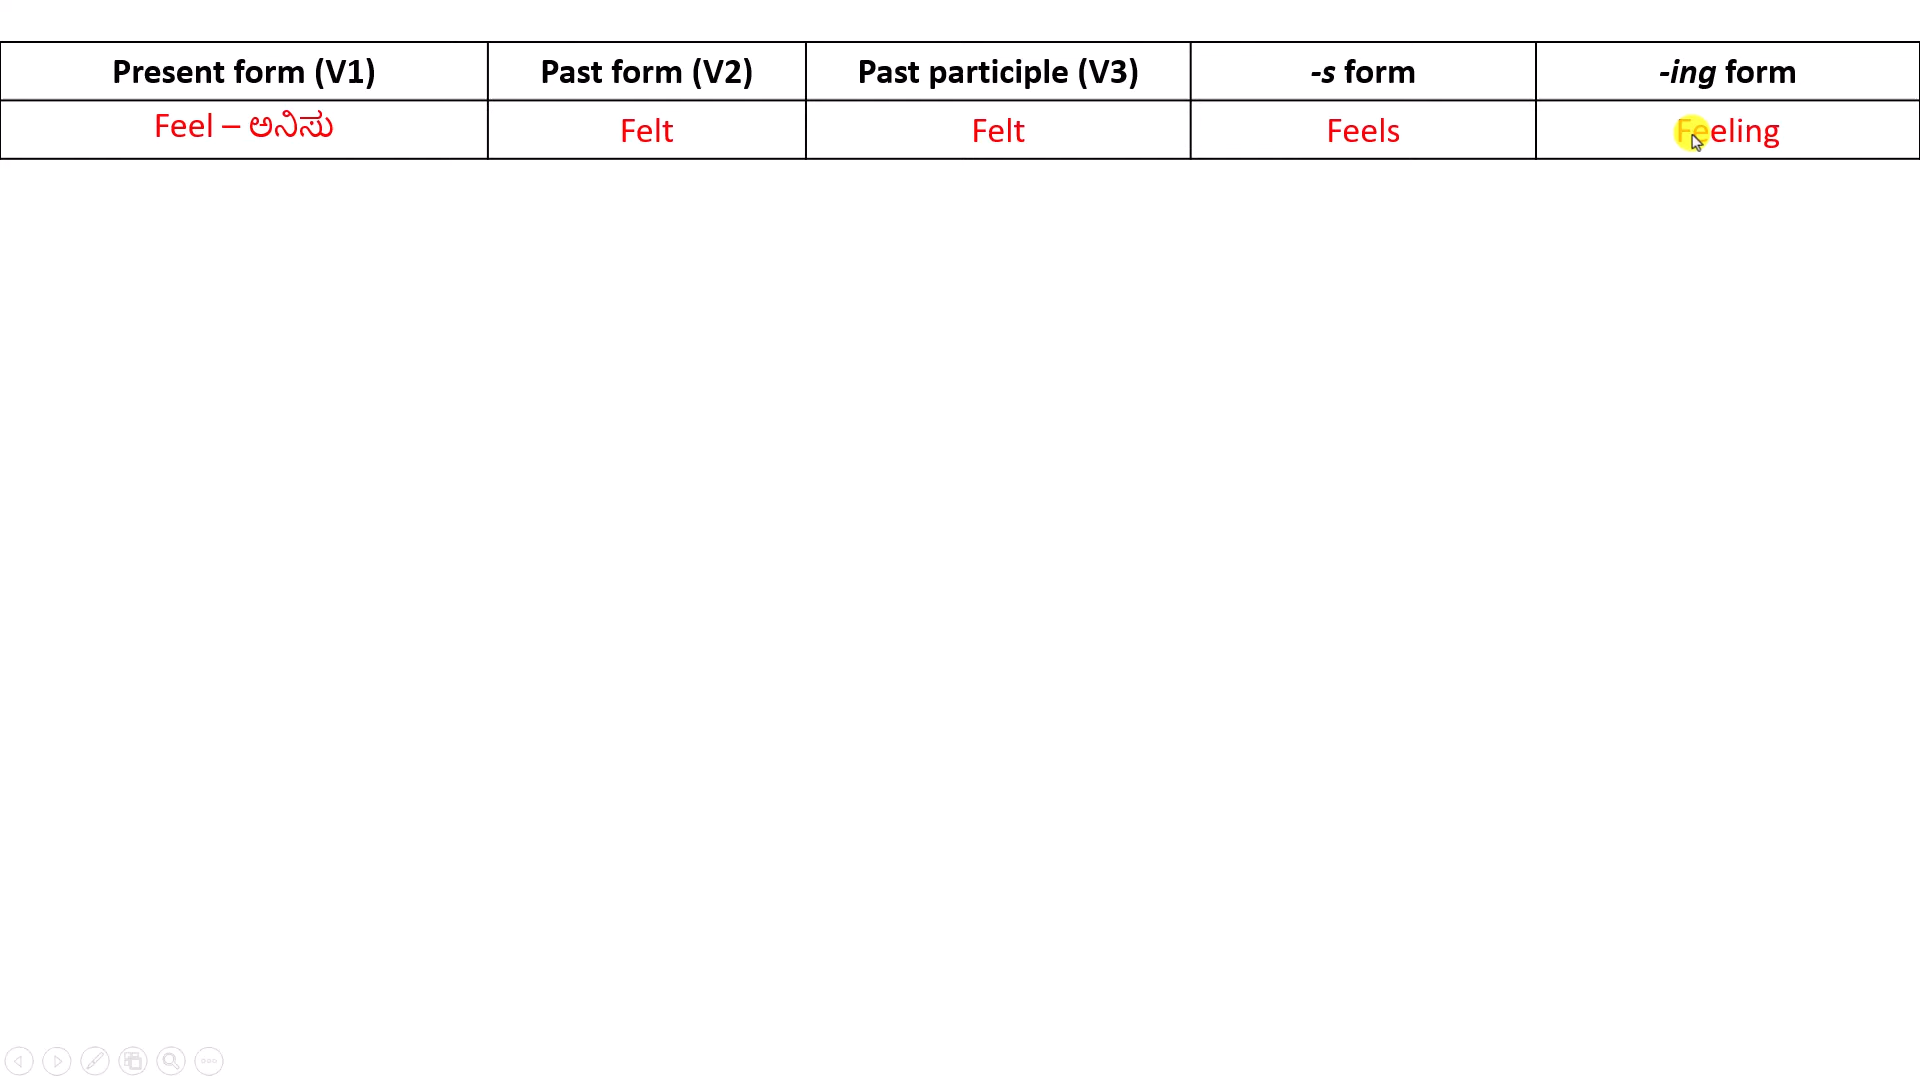 Present form (V1) Past form (V2) Past participle (V3) -s form -ing form
Feel – ಅನಿಸು Felt Felt Feels Feeling